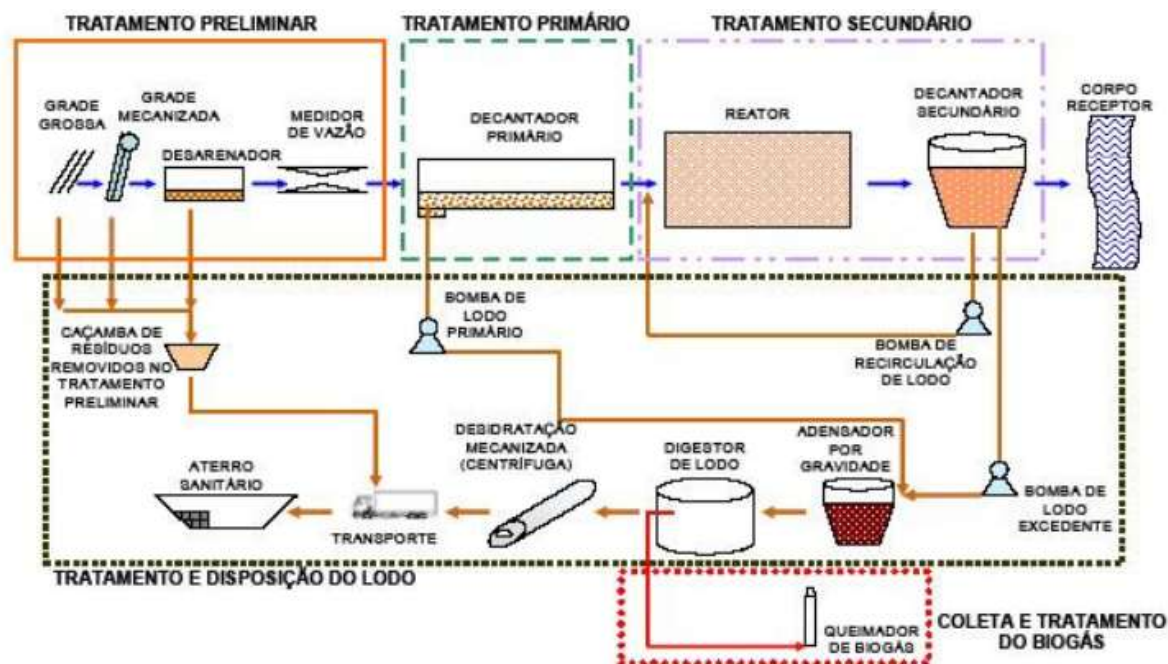 TRATAMENTO PRELIMINAR
TRATAMENTO PRIMÁRIO
TRATAMENTO SECUNDÁRIO
GRADE
GROSSA
GRADE
MECANIZADA
DESARENADOR
MEDIDOR
DE VAZÃO
DECANTADOR
PRIMÁRIO
REATOR
DECANTADOR
SECUNDÁRIO
CORPO
RECEPTOR
CAÇAMBA DE
RESÍDUOS
REMOVIDOS NO
TRATAMENTO
PRELIMINAR
BOMBA DE
LODO
PRIMÁRIO
BOMBA DE
RECIRCULAÇÃO
DE LODO
ATERRO
SANITÁRIO
TRANSPORTE
DESIDRATAÇÃO
MECANIZADA
(CENTRÍFUGA)
DIGESTOR
DE LODO
ADENSADOR
POR
GRAVIDADE
BOMBA DE
LODO
EXCEDENTE
TRATAMENTO E DISPOSIÇÃO DO LODO
QUEIMADOR
DE BIOGÁS
COLETA E TRATAMENTO
DO BIOGÁS